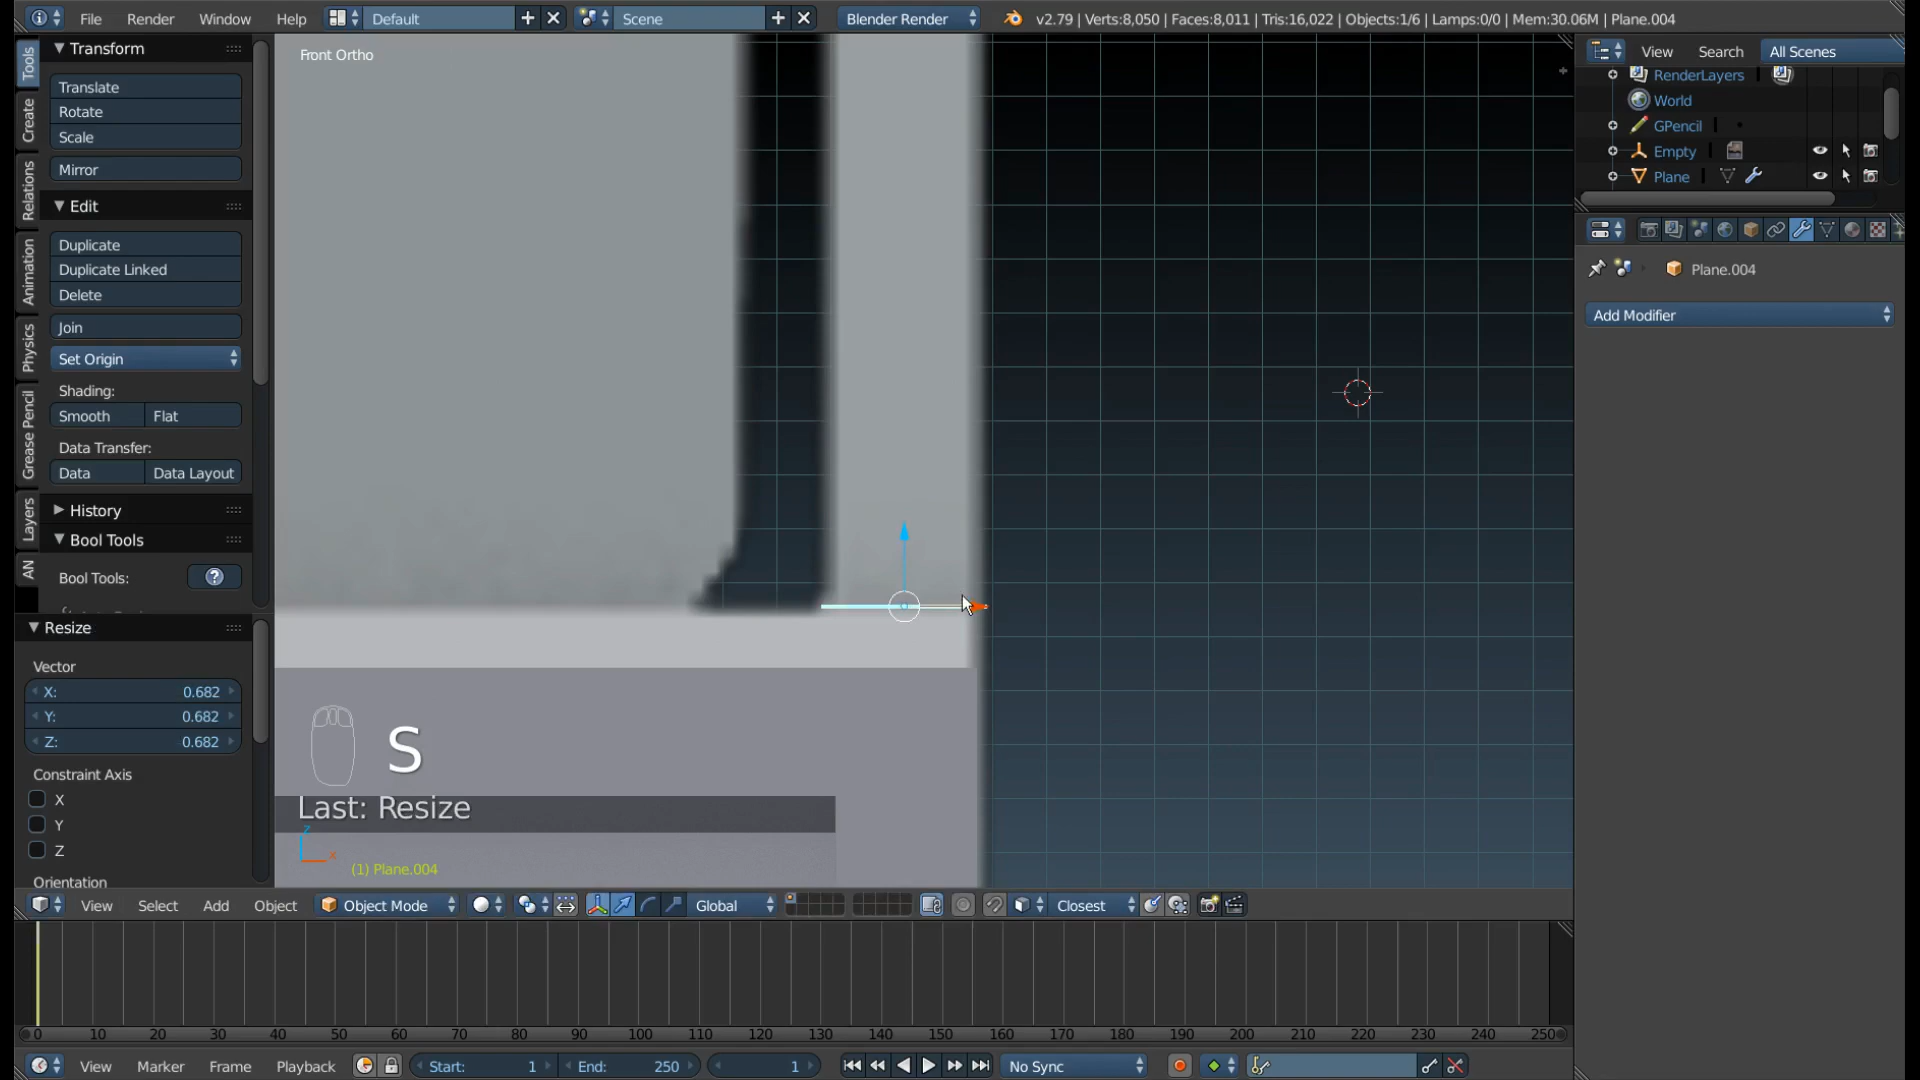 File Render Window Help Default Scene Blender Render v2.79 | Verts:8,050 | Faces:8,011 | Tris:16,022 | Objects:1/6 | Lamps:0/0 | Mem:30.06M | Plane.004
Tools
Create
Relations
Animation
Physics
Grease Pencil
Layers
AN
Transform
Translate
Rotate
Scale
Mirror
Edit
Duplicate
Duplicate Linked
Delete
Join
Set Origin
Shading:
Smooth Flat
Data Transfer:
Data Data Layout
History
Bool Tools
Bool Tools:
Resize
Vector
X: 0.682
Y: 0.682
Z: 0.682
Constraint Axis
X
Y
Z
Orientation
Front Ortho
S
Last: Resize
z
x
(1) Plane.004
View Search All Scenes
RenderLayers
World
GPencil
Empty
Plane
Plane.004
Add Modifier
View Select Add Object Object Mode Global Closest
0 10 20 30 40 50 60 70 80 90 100 110 120 130 140 150 160 170 180 190 200 210 220 230 240 250
View Marker Frame Playback Start: 1 End: 250 1 No Sync